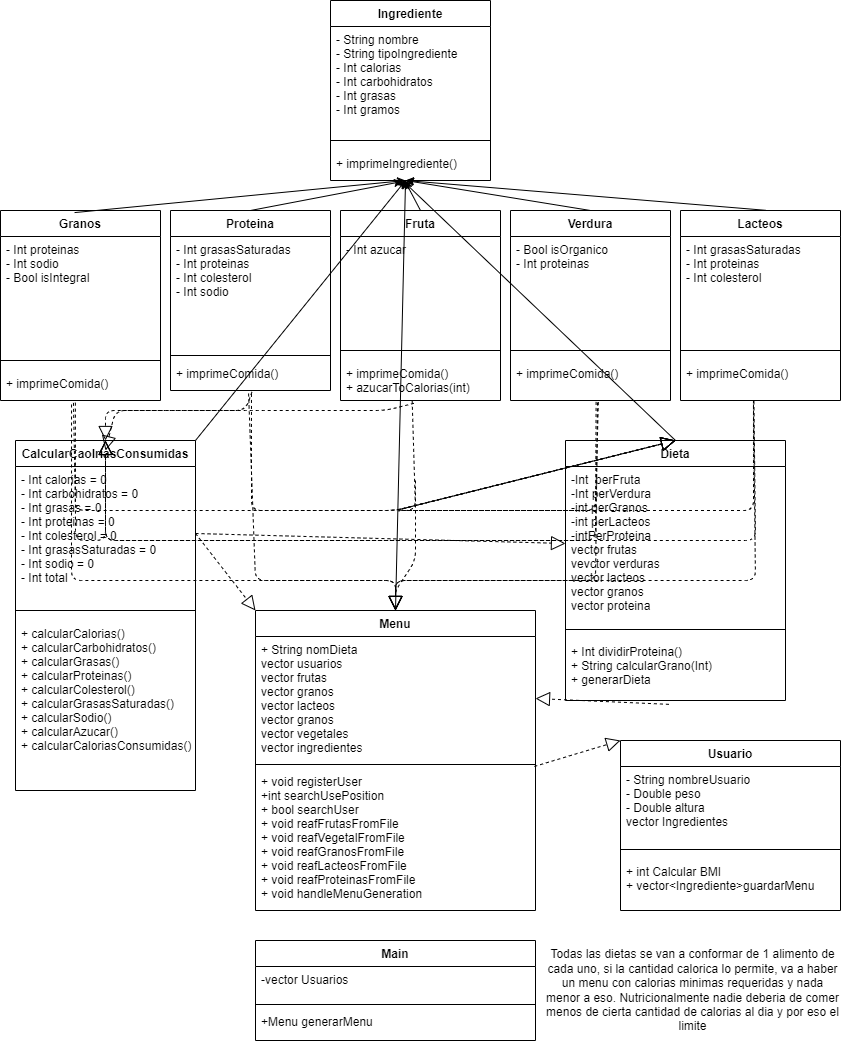 Ingrediente
- String nombre
- String tipoIngrediente
- Int calorias
- Int carbohidratos
- Int grasas
- Int gramos
+ imprimeIngrediente()
Granos
- Int proteinas
- Int sodio
- Bool isIntegral
+ imprimeComida()
Proteina
- Int grasasSaturadas
- Int proteinas
- Int colesterol
- Int sodio
+ imprimeComida()
Fruta
- Int azucar
+ imprimeComida()
+ azucarToCalorias(int)
Verdura
- Bool isOrganico
- Int proteinas
+ imprimeComida()
Lacteos
- Int grasasSaturadas
- Int proteinas
- Int colesterol
+ imprimeComida()
CalcularCaolriasConsumidas
- Int calorias = 0
- Int carbohidratos = 0
- Int grasas = 0
- Int proteinas = 0
- Int colesterol = 0
- Int grasasSaturadas = 0
- Int sodio = 0
- Int total
+ calcularCalorias()
+ calcularCarbohidratos()
+ calcularGrasas()
+ calcularProteinas()
+ calcularColesterol()
+ calcularGrasasSaturadas()
+ calcularSodio()
+ calcularAzucar()
+ calcularCaloriasConsumidas()
Dieta
-Int perFruta
-Int perVerdura
-int perGranos
-int perLacteos
-intPerProteina
vector frutas
vevctor verduras
vector lacteos
vector granos
vector proteina
+ Int dividirProteina()
+ String calcularGrano(Int)
+ generarDieta
Menu
+ String nomDieta
vector usuarios
vector frutas
vector granos
vector lacteos
vector granos
vector vegetales
vector ingredientes
+ void registerUser
+int searchUsePosition
+ bool searchUser
+ void reafFrutasFromFile
+ void reafVegetalFromFile
+ void reafGranosFromFile
+ void reafLacteosFromFile
+ void reafProteinasFromFile
+ void handleMenuGeneration
Usuario
- String nombreUsuario
- Double peso
- Double altura
vector Ingredientes
+ int Calcular BMI
+ vector<Ingrediente>guardarMenu
Main
-vector Usuarios
+Menu generarMenu
Todas las dietas se van a conformar de 1 alimento de
cada uno, si la cantidad calorica lo permite, va a haber
un menu con calorias minimas requeridas y nada
menor a eso. Nutricionalmente nadie deberia de comer
menos de cierta cantidad de calorias al dia y por eso el
limite